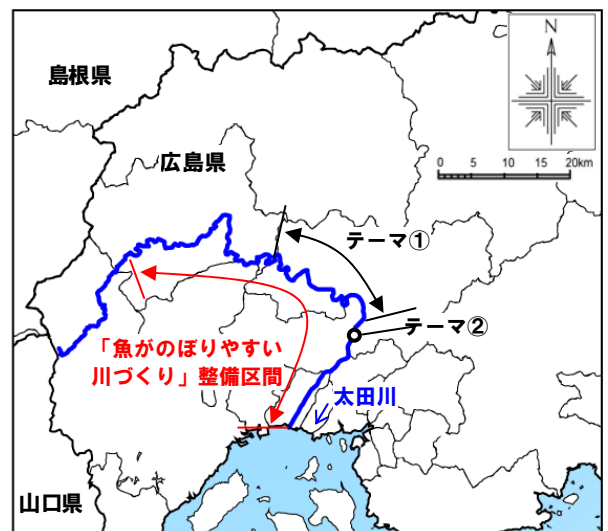 島根県
N
0 5 10 15 20km
広島県
テーマ①
テーマ②
「魚がのぼりやすい
川づくり」整備区間
太田川
山口県